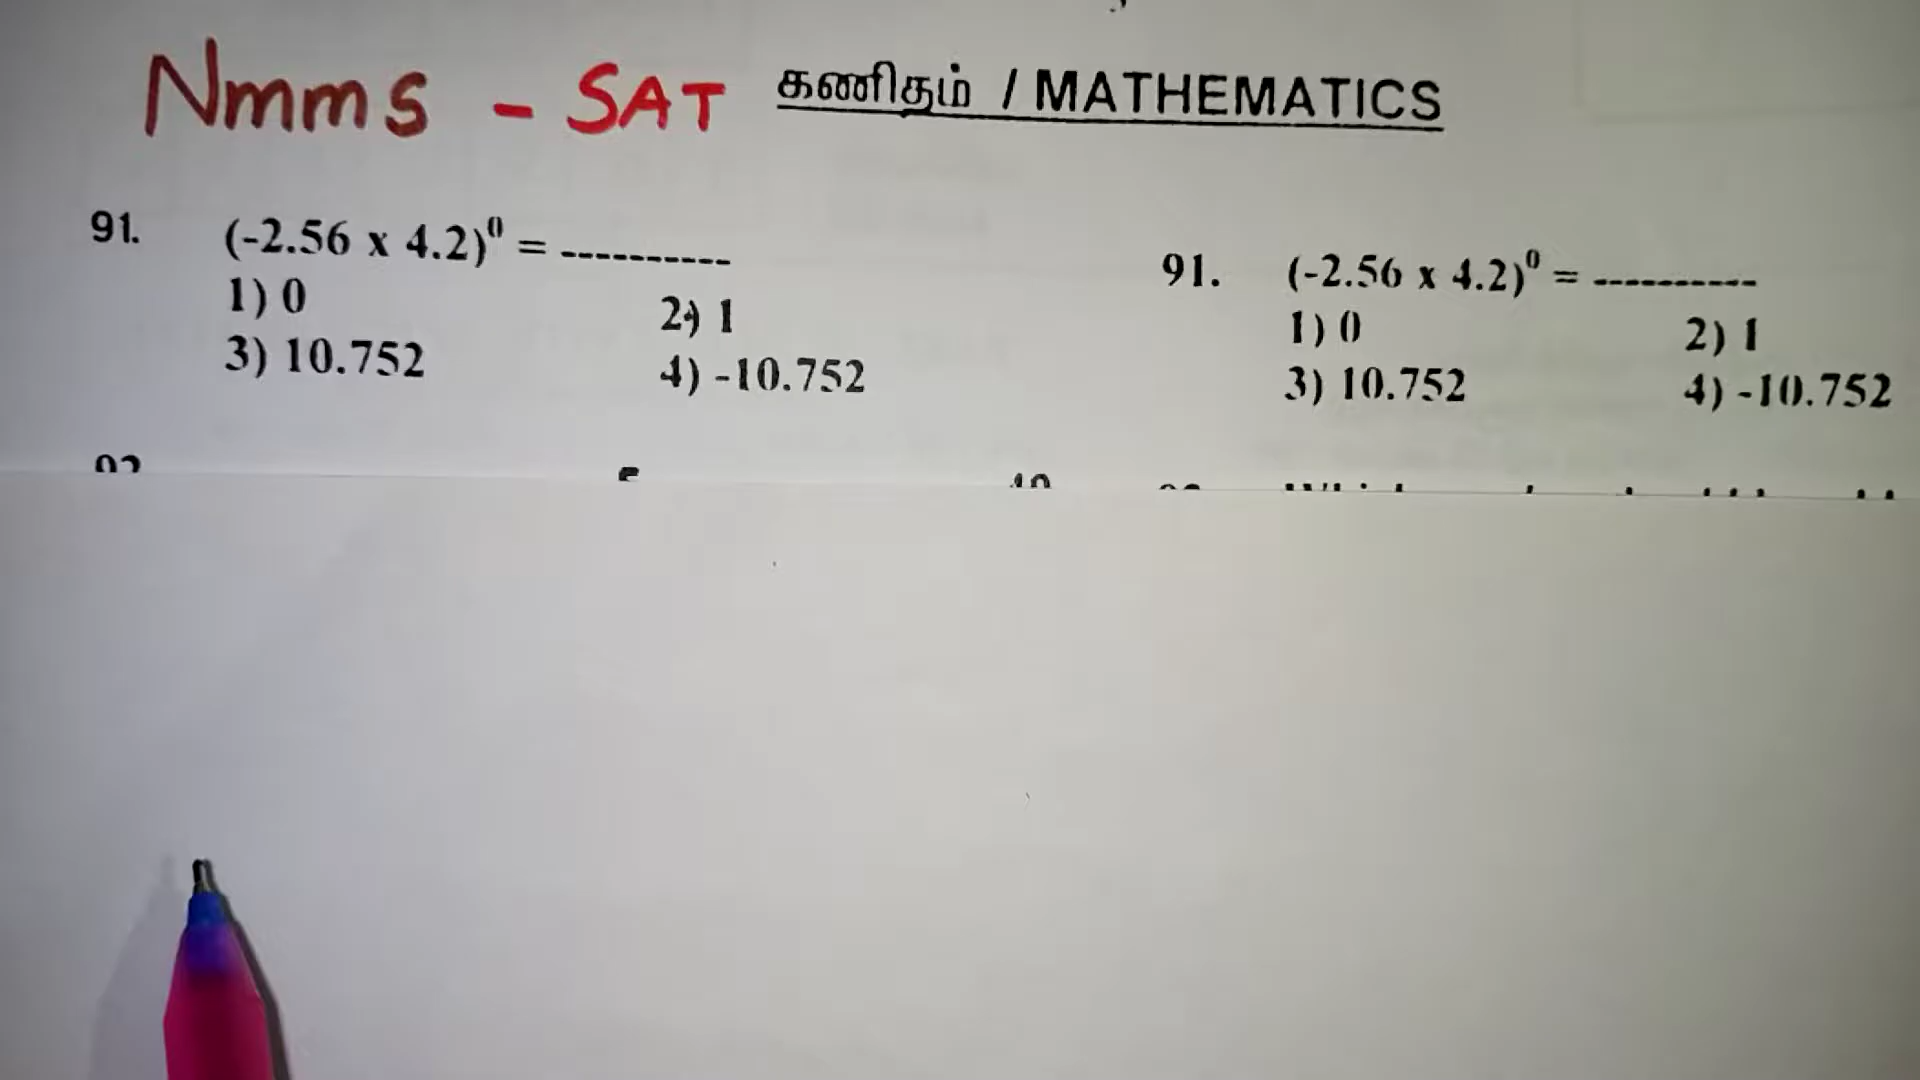 Nmms - SAT கணிதம் / MATHEMATICS
91. (-2.56 x 4.2)⁰ = ----------
1) 0 2) 1
3) 10.752 4) -10.752
91. (-2.56 x 4.2)⁰ = ----------
1) 0 2) 1
3) 10.752 4) -10.752